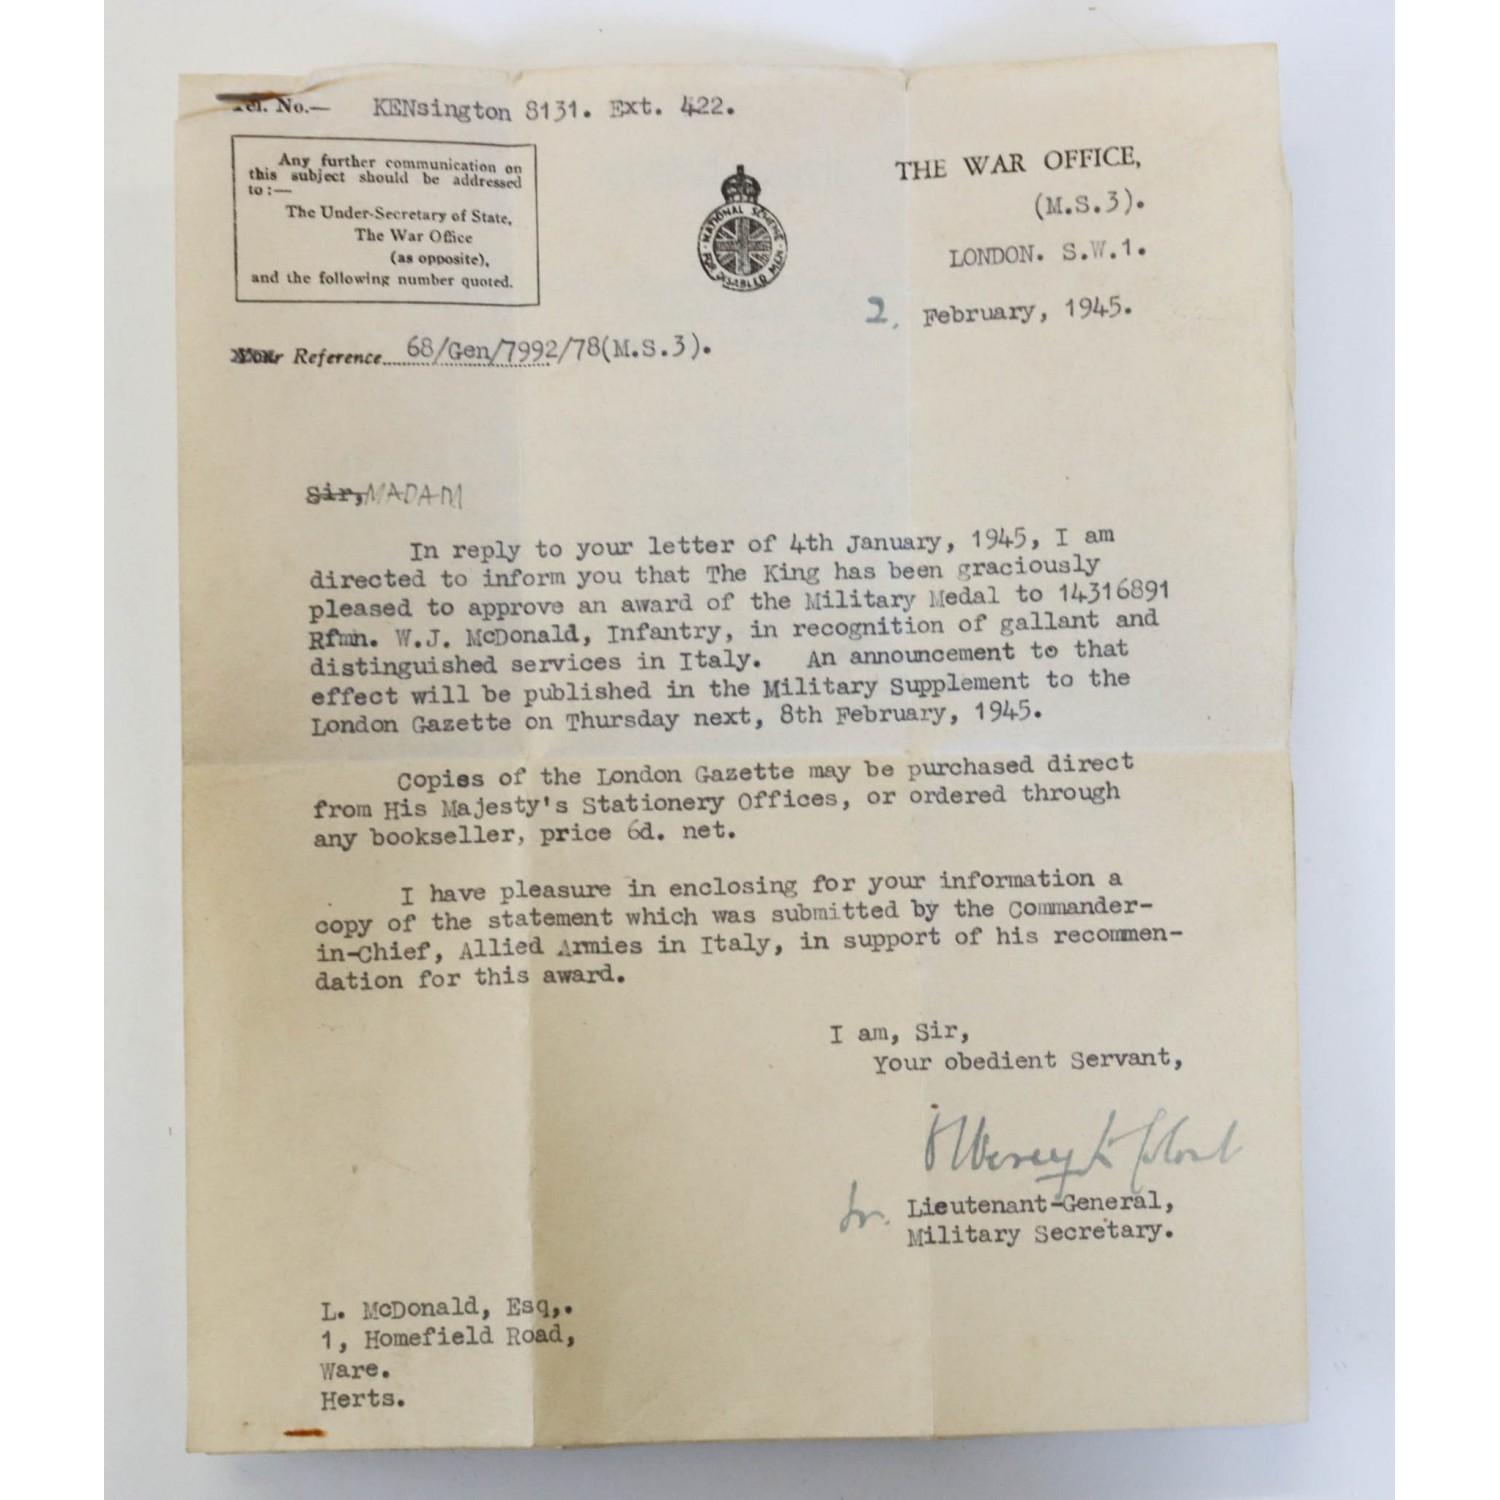 Tel. No.— KENsington 8131. Ext. 422.
Any further communication on
this subject should be addressed
to:—
The Under-Secretary of State,
The War Office
(as opposite),
and the following number quoted.
NATIONAL SCHEME
FOR DISABLED MEN
THE WAR OFFICE,
(M.S.3).
LONDON. S.W.1.
2. February, 1945.
Your Reference 68/Gen/7992/78(M.S.3).
Sir, MADAM
In reply to your letter of 4th January, 1945, I am
directed to inform you that The King has been graciously
pleased to approve an award of the Military Medal to 14316891
Rfmn. W.J. McDonald, Infantry, in recognition of gallant and
distinguished services in Italy. An announcement to that
effect will be published in the Military Supplement to the
London Gazette on Thursday next, 8th February, 1945.
Copies of the London Gazette may be purchased direct
from His Majesty's Stationery Offices, or ordered through
any bookseller, price 6d. net.
I have pleasure in enclosing for your information a
copy of the statement which was submitted by the Commander-
in-Chief, Allied Armies in Italy, in support of his recommen-
dation for this award.
I am, Sir,
Your obedient Servant,
for. Lieutenant-General,
Military Secretary.
L. McDonald, Esq,.
1, Homefield Road,
Ware.
Herts.